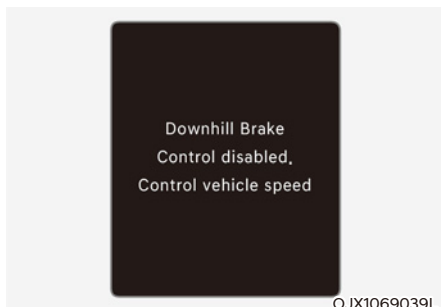 Downhill Brake
Control disabled.
Control vehicle speed
OJX1069039L